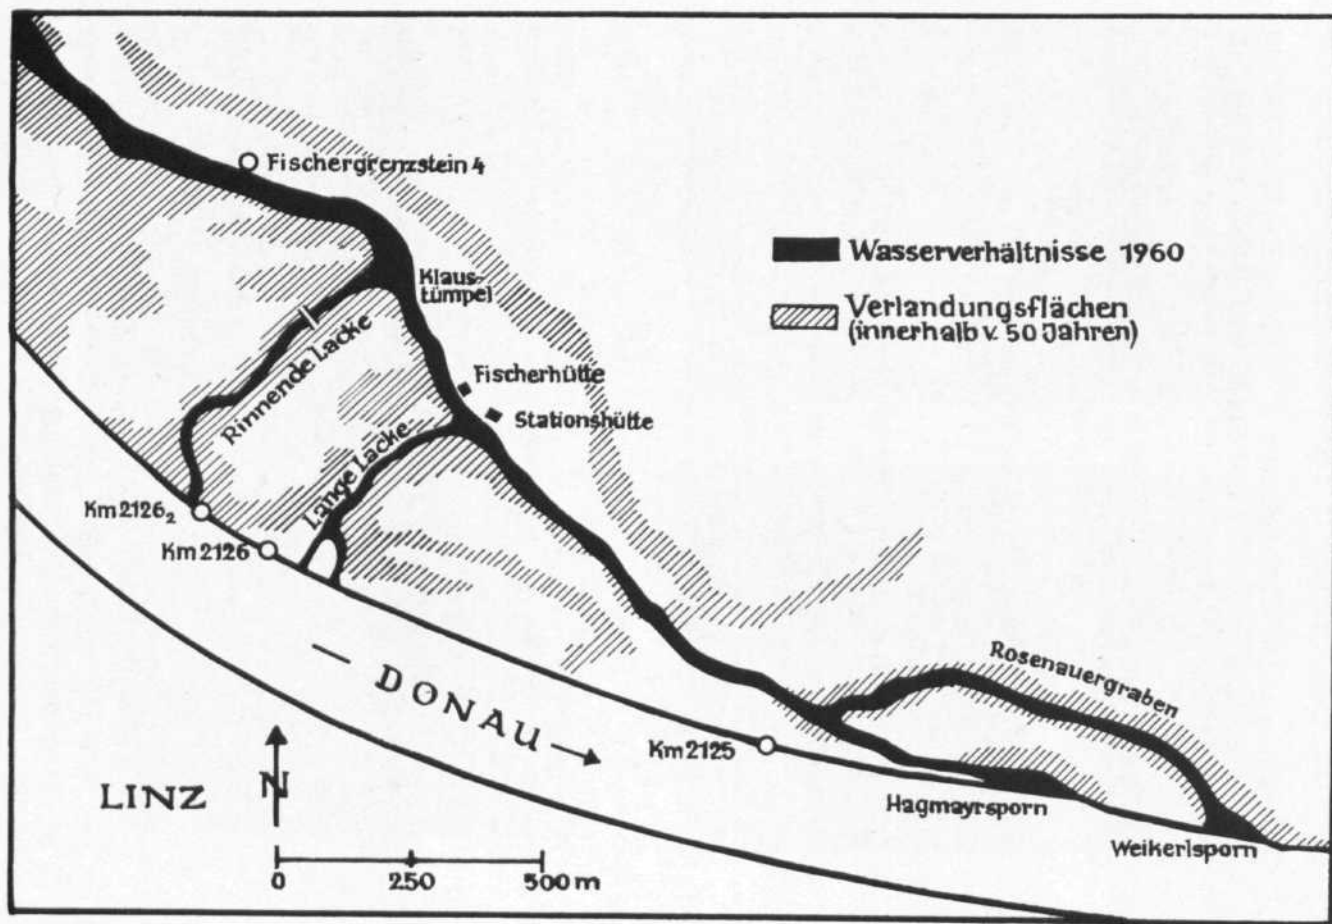 Fischergrenzstein 4
Wasserverhältnisse 1960
Klaus-
tümpel
Verlandungsflächen
(innerhalb v. 50 Jahren)
Rinnende Lacke
Fischerhütte
Stationshütte
Lange Lacke
Km 2126₂
Km 2126
Rosenauergraben
DONAU
Km 2125
LINZ
N
Hagmayrsporn
Weikerlsporn
0 250 500 m